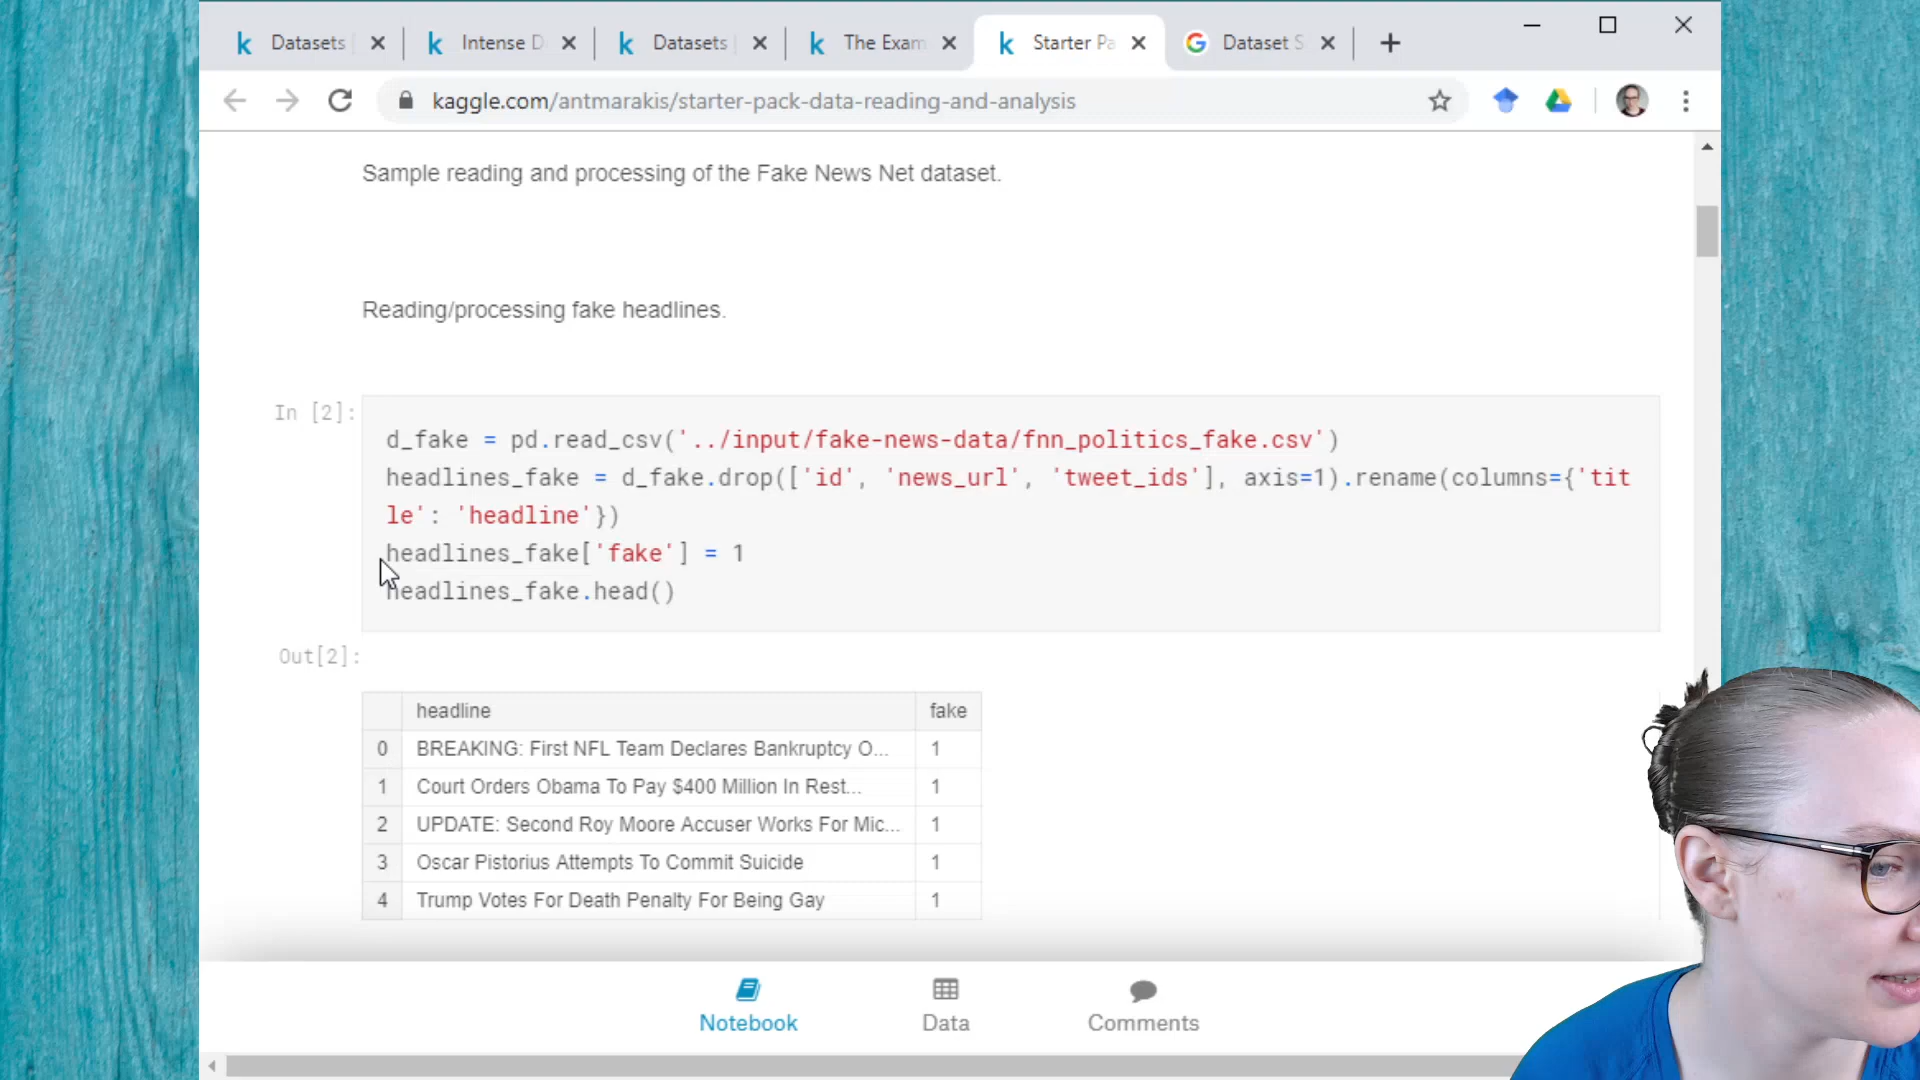 Datasets
Intense D
Datasets
The Exam
Starter Pa
Dataset S
kaggle.com/antmarakis/starter-pack-data-reading-and-analysis
Sample reading and processing of the Fake News Net dataset.
Reading/processing fake headlines.
In [2]:
d_fake = pd.read_csv('../input/fake-news-data/fnn_politics_fake.csv')
headlines_fake = d_fake.drop(['id', 'news_url', 'tweet_ids'], axis=1).rename(columns={'tit
le': 'headline'})
headlines_fake['fake'] = 1
headlines_fake.head()
Out[2]:
headline fake
0 BREAKING: First NFL Team Declares Bankruptcy O... 1
1 Court Orders Obama To Pay $400 Million In Rest... 1
2 UPDATE: Second Roy Moore Accuser Works For Mic... 1
3 Oscar Pistorius Attempts To Commit Suicide 1
4 Trump Votes For Death Penalty For Being Gay 1
Notebook Data Comments